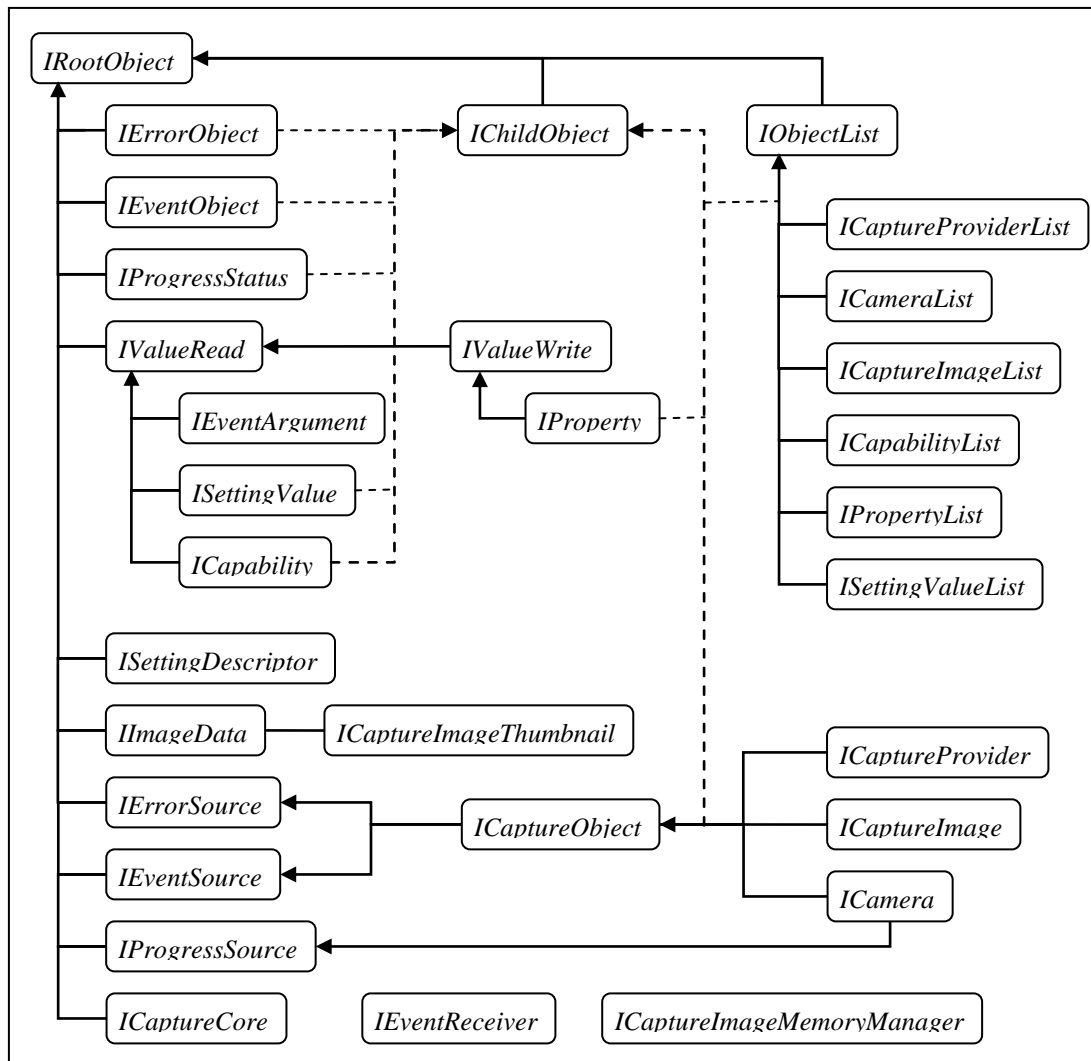 IRootObject
IErrorObject
IChildObject
IObjectList
IEventObject
ICaptureProviderList
IProgressStatus
ICameraList
IValueRead
IValueWrite
ICaptureImageList
IEventArgument
IProperty
ICapabilityList
ISettingValue
IPropertyList
ICapability
ISettingValueList
ISettingDescriptor
IImageData
ICaptureImageThumbnail
ICaptureProvider
IErrorSource
ICaptureObject
ICaptureImage
IEventSource
ICamera
IProgressSource
ICaptureCore
IEventReceiver
ICaptureImageMemoryManager